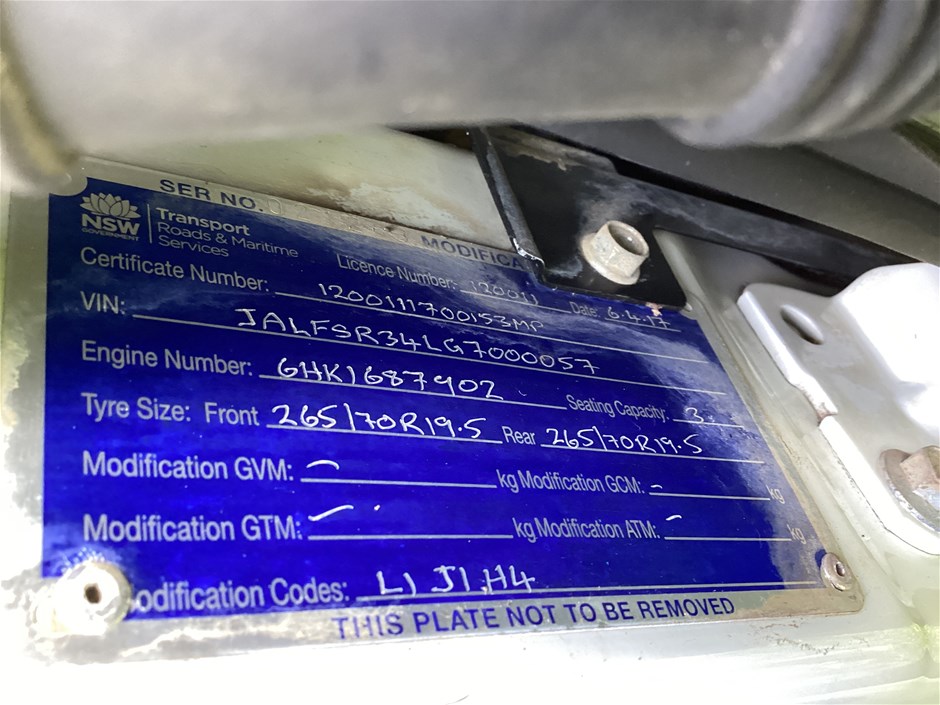 SER NO.
NSW GOVERNMENT
Transport
Roads & Maritime
Services
Licence Number: 120011 Date: 6.4.17
Certificate Number: 1200111700153MP
VIN: JALFSR34LG7000057
Engine Number: 6HK1687902 Seating Capacity: 3
Tyre Size: Front 265/70R19.5 Rear 265/70R19.5
Modification GVM: – kg Modification GCM: – kg
Modification GTM: – kg Modification ATM: – kg
odification Codes: L1 J1, H4
THIS PLATE NOT TO BE REMOVED